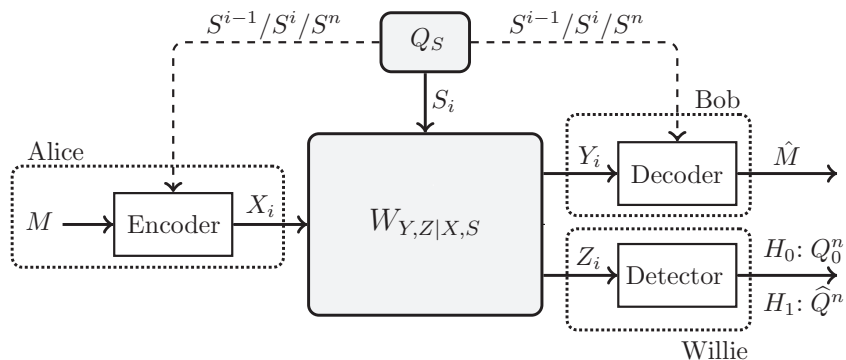 S^{i-1}/S^i/S^n
Q_S
S^{i-1}/S^i/S^n
S_i
Bob
Alice
Y_i
Decoder
\hat{M}
M
Encoder
X_i
W_{Y,Z|X,S}
Z_i
Detector
H_0: Q_0^n
H_1: \widehat{Q}^n
Willie